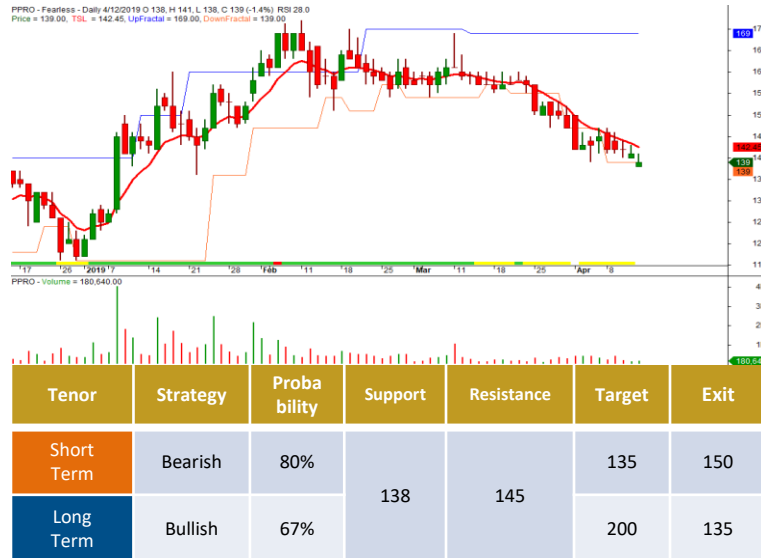 PPRO - Fearless - Daily 4/12/2019 O 138, H 141, L 138, C 139 (-1.4%) RSI 28.0
Price = 139.00, TSL = 142.45, UpFractal = 169.00, DownFractal = 139.00
169
142.45
139
139
17 26 2019 7 14 21 28 Feb 11 18 25 Mar 11 18 25 Apr 8
PPRO - Volume = 180,640.00
Tenor Strategy Proba bility Support Resistance Target Exit
Short Term Bearish 80% 138 145 135 150
Long Term Bullish 67% 200 135